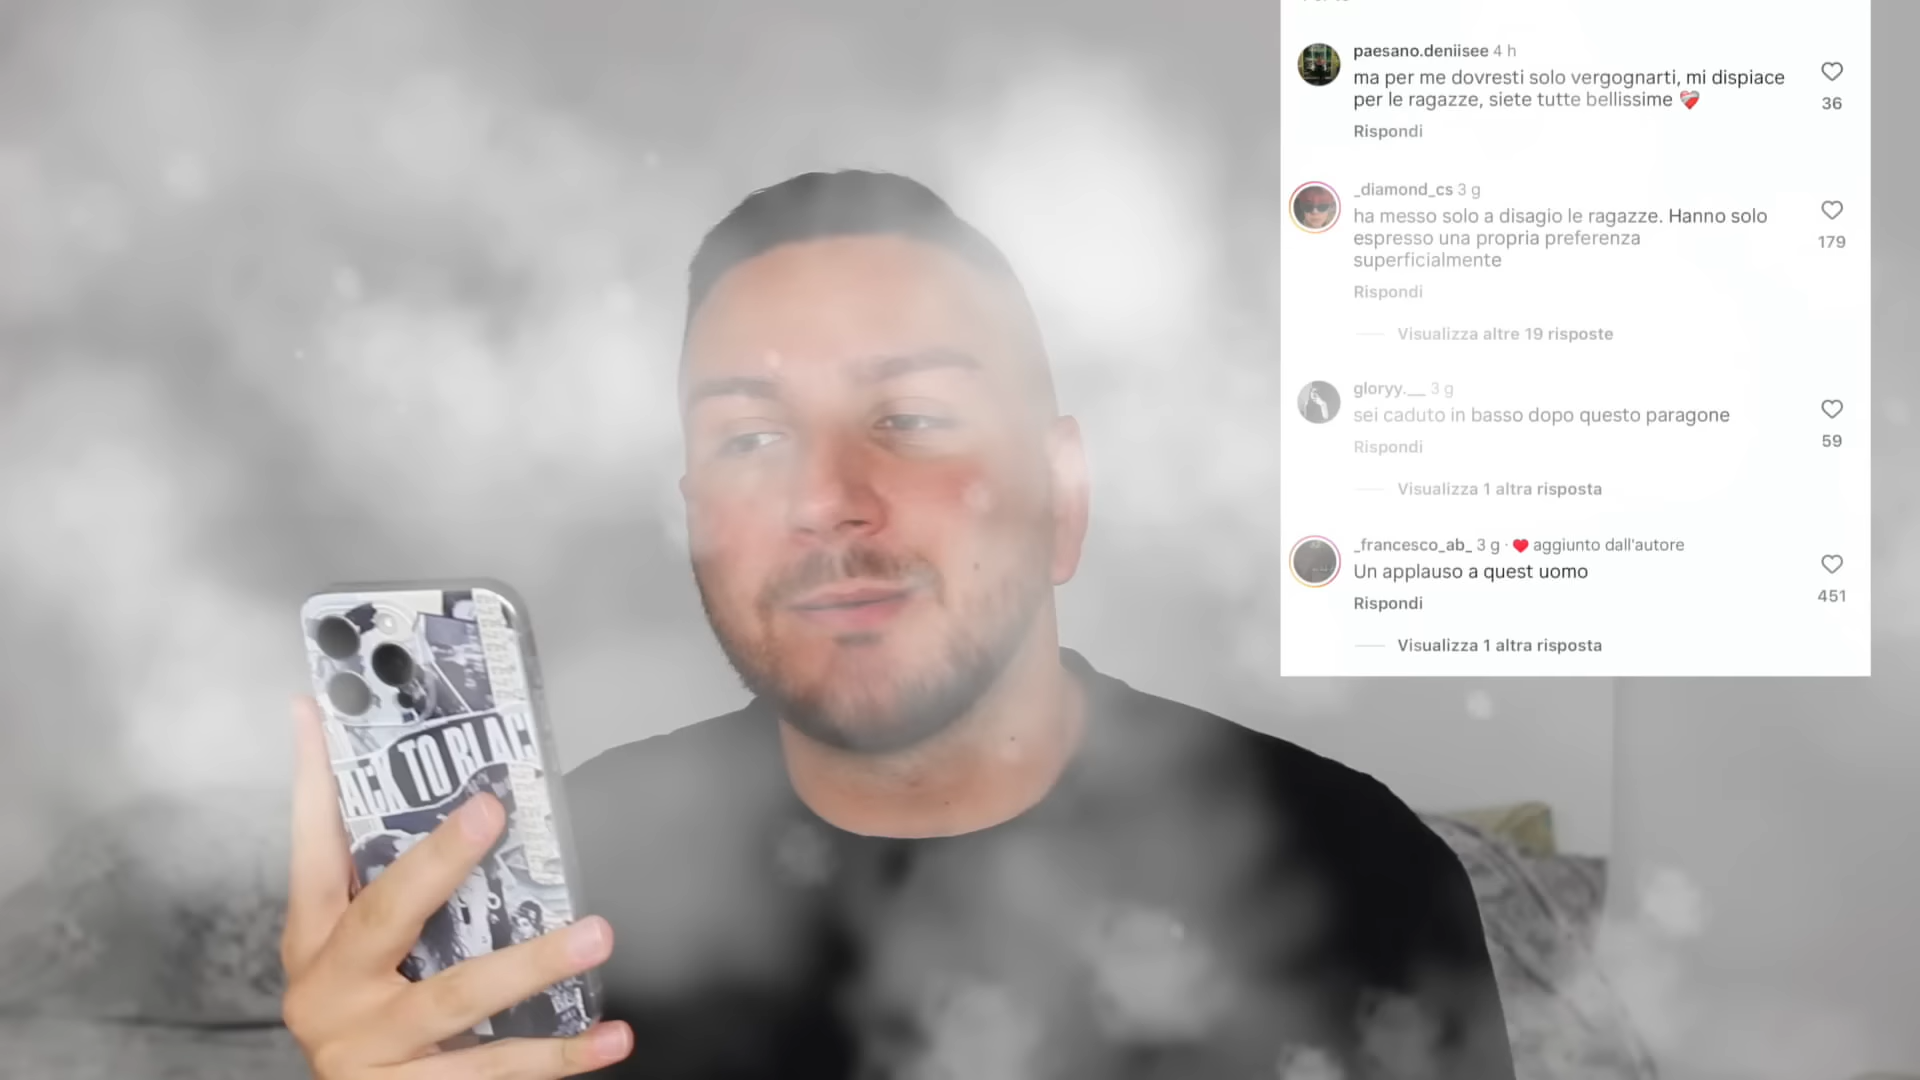 paesano.deniisee 4 h
ma per me dovresti solo vergognarti, mi dispiace
per le ragazze, siete tutte bellissime ❤️‍🩹
36
Rispondi
_diamond_cs 3 g
ha messo solo a disagio le ragazze. Hanno solo
espresso una propria preferenza
superficialmente
179
Rispondi
Visualizza altre 19 risposte
gloryy.__ 3 g
sei caduto in basso dopo questo paragone
59
Rispondi
Visualizza 1 altra risposta
_francesco_ab_ 3 g · ❤️ aggiunto dall'autore
Un applauso a quest uomo
451
Rispondi
Visualizza 1 altra risposta
BACK TO BLAC